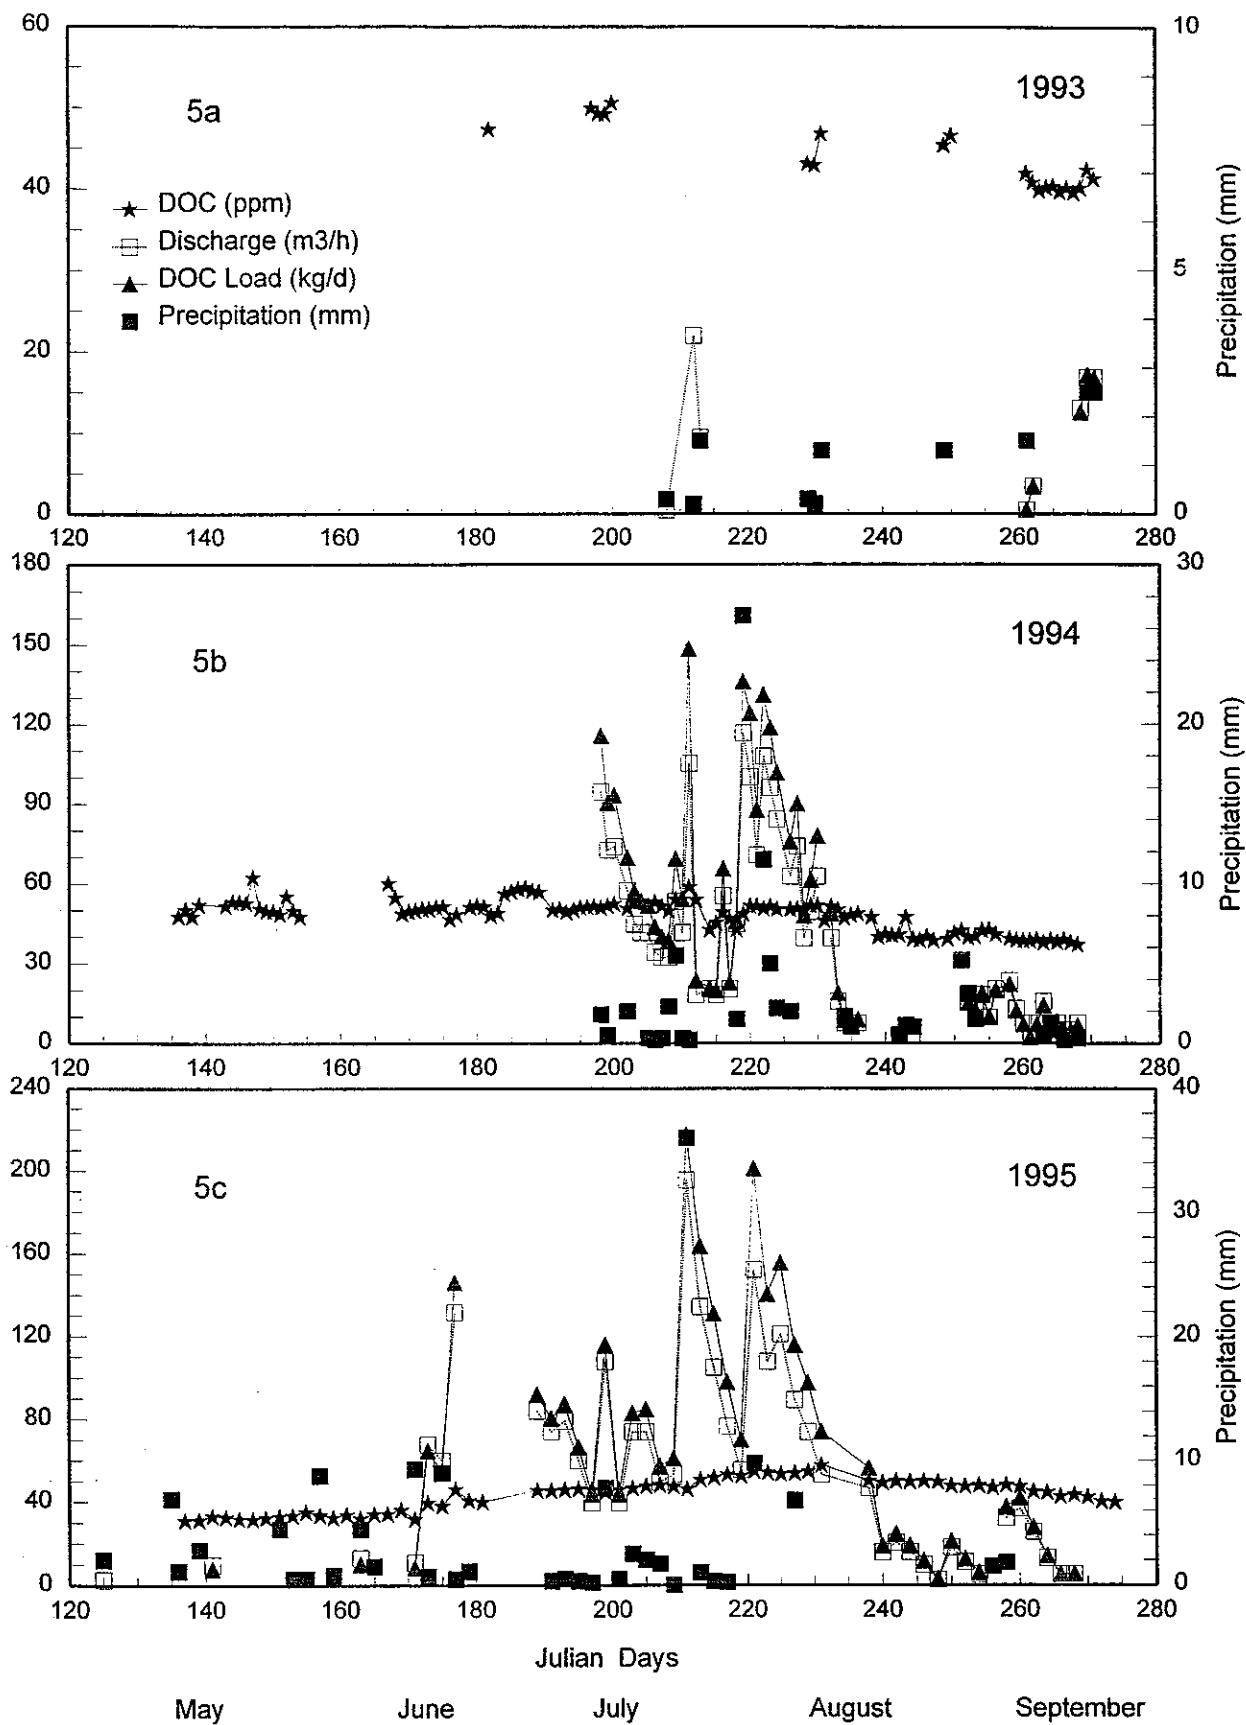 60
10
5a
1993
50
DOC (ppm)
Discharge (m3/h)
DOC Load (kg/d)
Precipitation (mm)
40
30
20
10
0
5
0
Precipitation (mm)
120 140 160 180 200 220 240 260 280
180
30
5b
1994
150
120
90
60
30
0
20
10
0
Precipitation (mm)
120 140 160 180 200 220 240 260 280
240
40
5c
1995
200
160
120
80
40
0
30
20
10
0
Precipitation (mm)
120 140 160 180 200 220 240 260 280
Julian Days
May June July August September